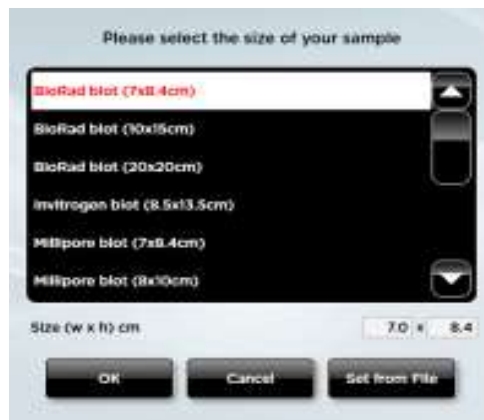 Please select the size of your sample
BioRad blot (7x8.4cm)
BioRad blot (10x15cm)
BioRad blot (20x20cm)
Invitrogen blot (8.5x13.5cm)
Millipore blot (7x8.4cm)
Millipore blot (8x10cm)
Size (w x h) cm 7.0 x 8.4
OK Cancel Set from File